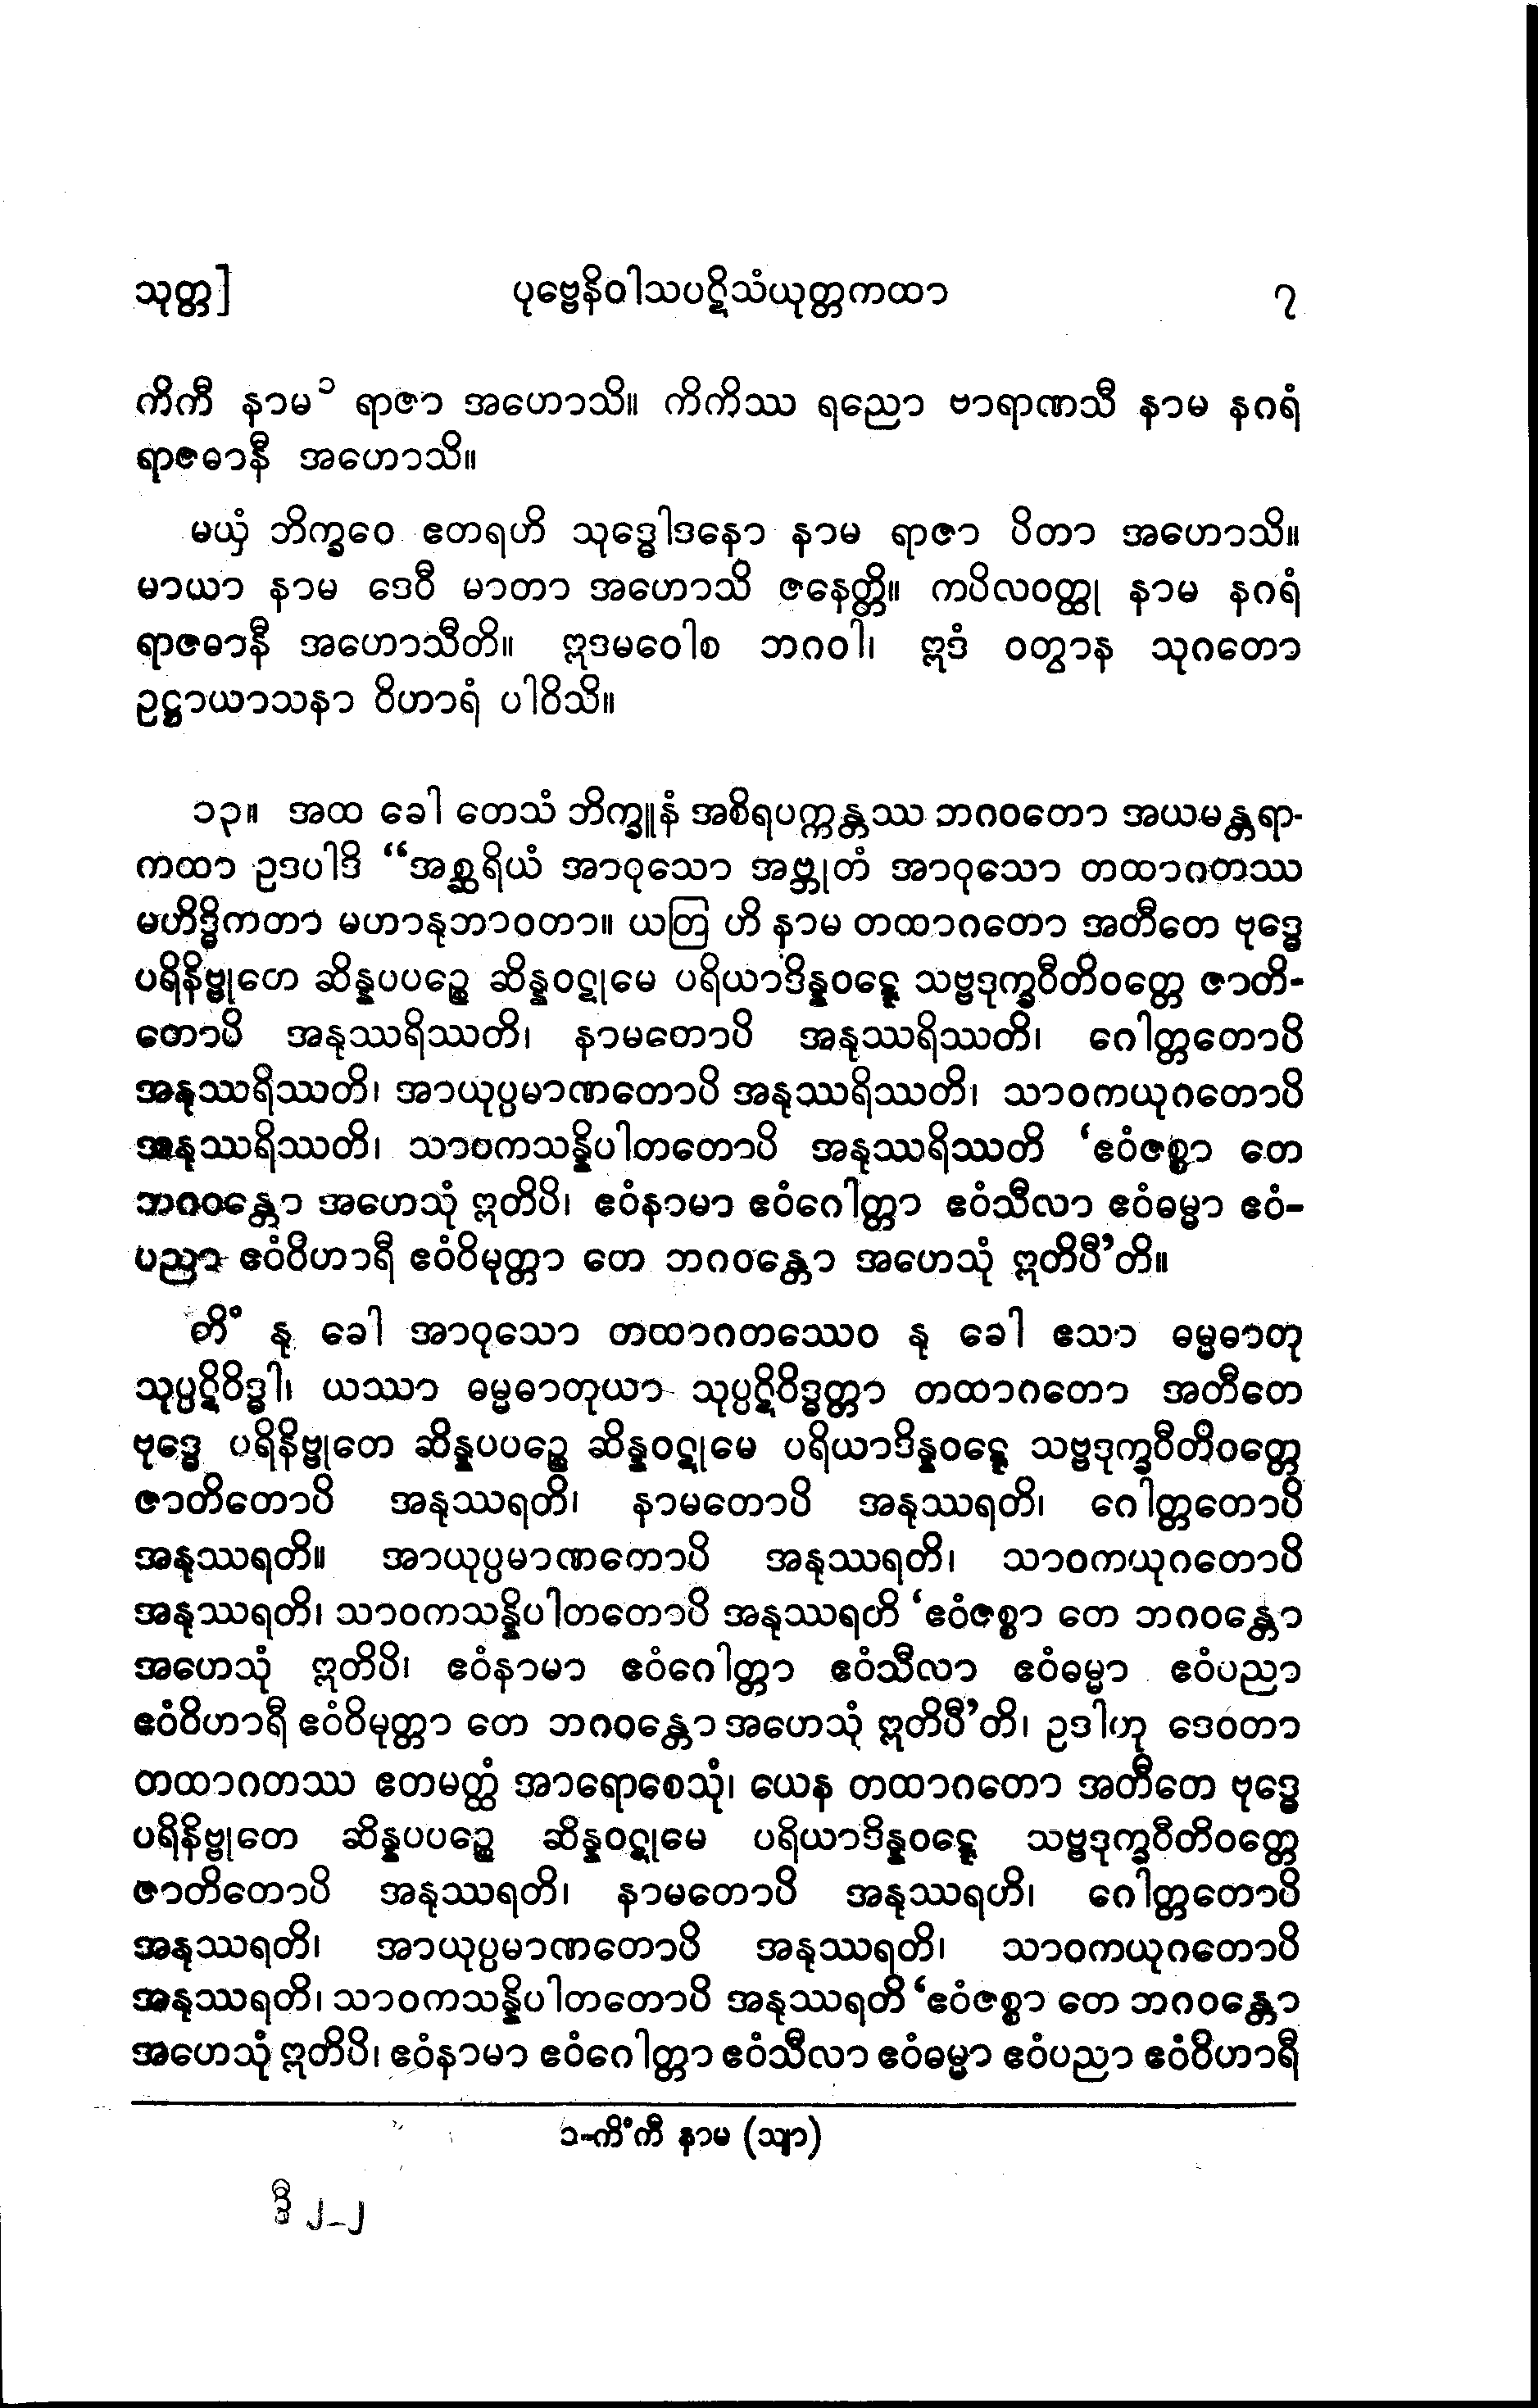 သုတ္တ]
ပုဗ္ဗေနိဝါသပဋိသံယုတ္တကထာ
၇
ကိကီ နာမ^၁ ရာဇာ အဟောသိ။ ကိကိဿ ရညော ဗာရာဏသီ နာမ နဂရံ
ရာဇဓာနီ အဟောသိ။
မယှံ ဘိက္ခဝေ ဧတရဟိ သုဒ္ဓေါဒနော နာမ ရာဇာ ပိတာ အဟောသိ။
မာယာ နာမ ဒေဝီ မာတာ အဟောသိ ဇနေတ္တိ။ ကပိလဝတ္ထု နာမ နဂရံ
ရာဇဓာနီ အဟောသီတိ။ ဣဒမဝေါစ ဘဂဝါ၊ ဣဒံ ဝတွာန သုဂတော
ဥဋ္ဌာယာသနာ ဝိဟာရံ ပါဝိသိ။
၁၃။ အထ ခေါ တေသံ ဘိက္ခူနံ အစိရပက္ကန္တဿ ဘဂဝတော အယမန္တရာ-
ကထာ ဥဒပါဒိ “အစ္ဆရိယံ အာဝုသော အဗ္ဘုတံ အာဝုသော တထာဂတဿ
မဟိဒ္ဓိကတာ မဟာနုဘာဝတာ။ ယတြ ဟိ နာမ တထာဂတော အတီတေ ဗုဒ္ဓေ
ပရိနိဗ္ဗုတေ ဆိန္နပပဉ္စေ ဆိန္နဝဋုမေ ပရိယာဒိန္နဝဋ္ဋေ သဗ္ဗဒုက္ခဝီတိဝတ္တေ ဇာတိ-
တောပိ အနုဿရိဿတိ၊ နာမတောပိ အနုဿရိဿတိ၊ ဂေါတ္တတောပိ
အနုဿရိဿတိ၊ အာယုပ္ပမာဏတောပိ အနုဿရိဿတိ၊ သာဝကယုဂတောပိ
အနုဿရိဿတိ၊ သာဝကသန္နိပါတတောပိ အနုဿရိဿတိ ‘ဧဝံဇစ္စာ တေ
ဘဂဝန္တော အဟေသုံ ဣတိပိ၊ ဧဝံနာမာ ဧဝံဂေါတ္တာ ဧဝံသီလာ ဧဝံဓမ္မာ ဧဝံ-
ပညာ ဧဝံဝိဟာရီ ဧဝံဝိမုတ္တာ တေ ဘဂဝန္တော အဟေသုံ ဣတိပီ’တိ။
ကိံ နု ခေါ အာဝုသော တထာဂတဿေဝ နု ခေါ ဧသာ ဓမ္မဓာတု
သုပ္ပဋိဝိဒ္ဓါ၊ ယဿာ ဓမ္မဓာတုယာ သုပ္ပဋိဝိဒ္ဓတ္တာ တထာဂတော အတီတေ
ဗုဒ္ဓေ ပရိနိဗ္ဗုတေ ဆိန္နပပဉ္စေ ဆိန္နဝဋုမေ ပရိယာဒိန္နဝဋ္ဋေ သဗ္ဗဒုက္ခဝီတိဝတ္တေ
ဇာတိတောပိ အနုဿရတိ၊ နာမတောပိ အနုဿရတိ၊ ဂေါတ္တတောပိ
အနုဿရတိ။ အာယုပ္ပမာဏကောပိ အနုဿရတိ၊ သာဝကယုဂတောပိ
အနုဿရတိ၊ သာဝကသန္နိပါတတောပိ အနုဿရတိ ‘ဧဝံဇစ္စာ တေ ဘဂဝန္တော
အဟေသုံ ဣတိပိ၊ ဧဝံနာမာ ဧဝံဂေါတ္တာ ဧဝံသီလာ ဧဝံဓမ္မာ ဧဝံပညာ
ဧဝံဝိဟာရီ ဧဝံဝိမုတ္တာ တေ ဘဂဝန္တော အဟေသုံ ဣတိပီ’တိ၊ ဥဒါဟု ဒေဝတာ
တထာဂတဿ ဧတမတ္ထံ အာရောစေသုံ၊ ယေန တထာဂတော အတီတေ ဗုဒ္ဓေ
ပရိနိဗ္ဗုတေ ဆိန္နပပဉ္စေ ဆိန္နဝဋုမေ ပရိယာဒိန္နဝဋ္ဋေ သဗ္ဗဒုက္ခဝီတိဝတ္တေ
ဇာတိတောပိ အနုဿရတိ၊ နာမတောပိ အနုဿရတိ၊ ဂေါတ္တတောပိ
အနုဿရတိ၊ အာယုပ္ပမာဏတောပိ အနုဿရတိ၊ သာဝကယုဂတောပိ
အနုဿရတိ၊ သာဝကသန္နိပါတတောပိ အနုဿရတိ ‘ဧဝံဇစ္စာ တေ ဘဂဝန္တော
အဟေသုံ ဣတိပိ၊ ဧဝံနာမာ ဧဝံဂေါတ္တာ ဧဝံသီလာ ဧဝံဓမ္မာ ဧဝံပညာ ဧဝံဝိဟာရီ
၁-ကိံကီ နာမ (သျာ)
ဒီ ၂-၂